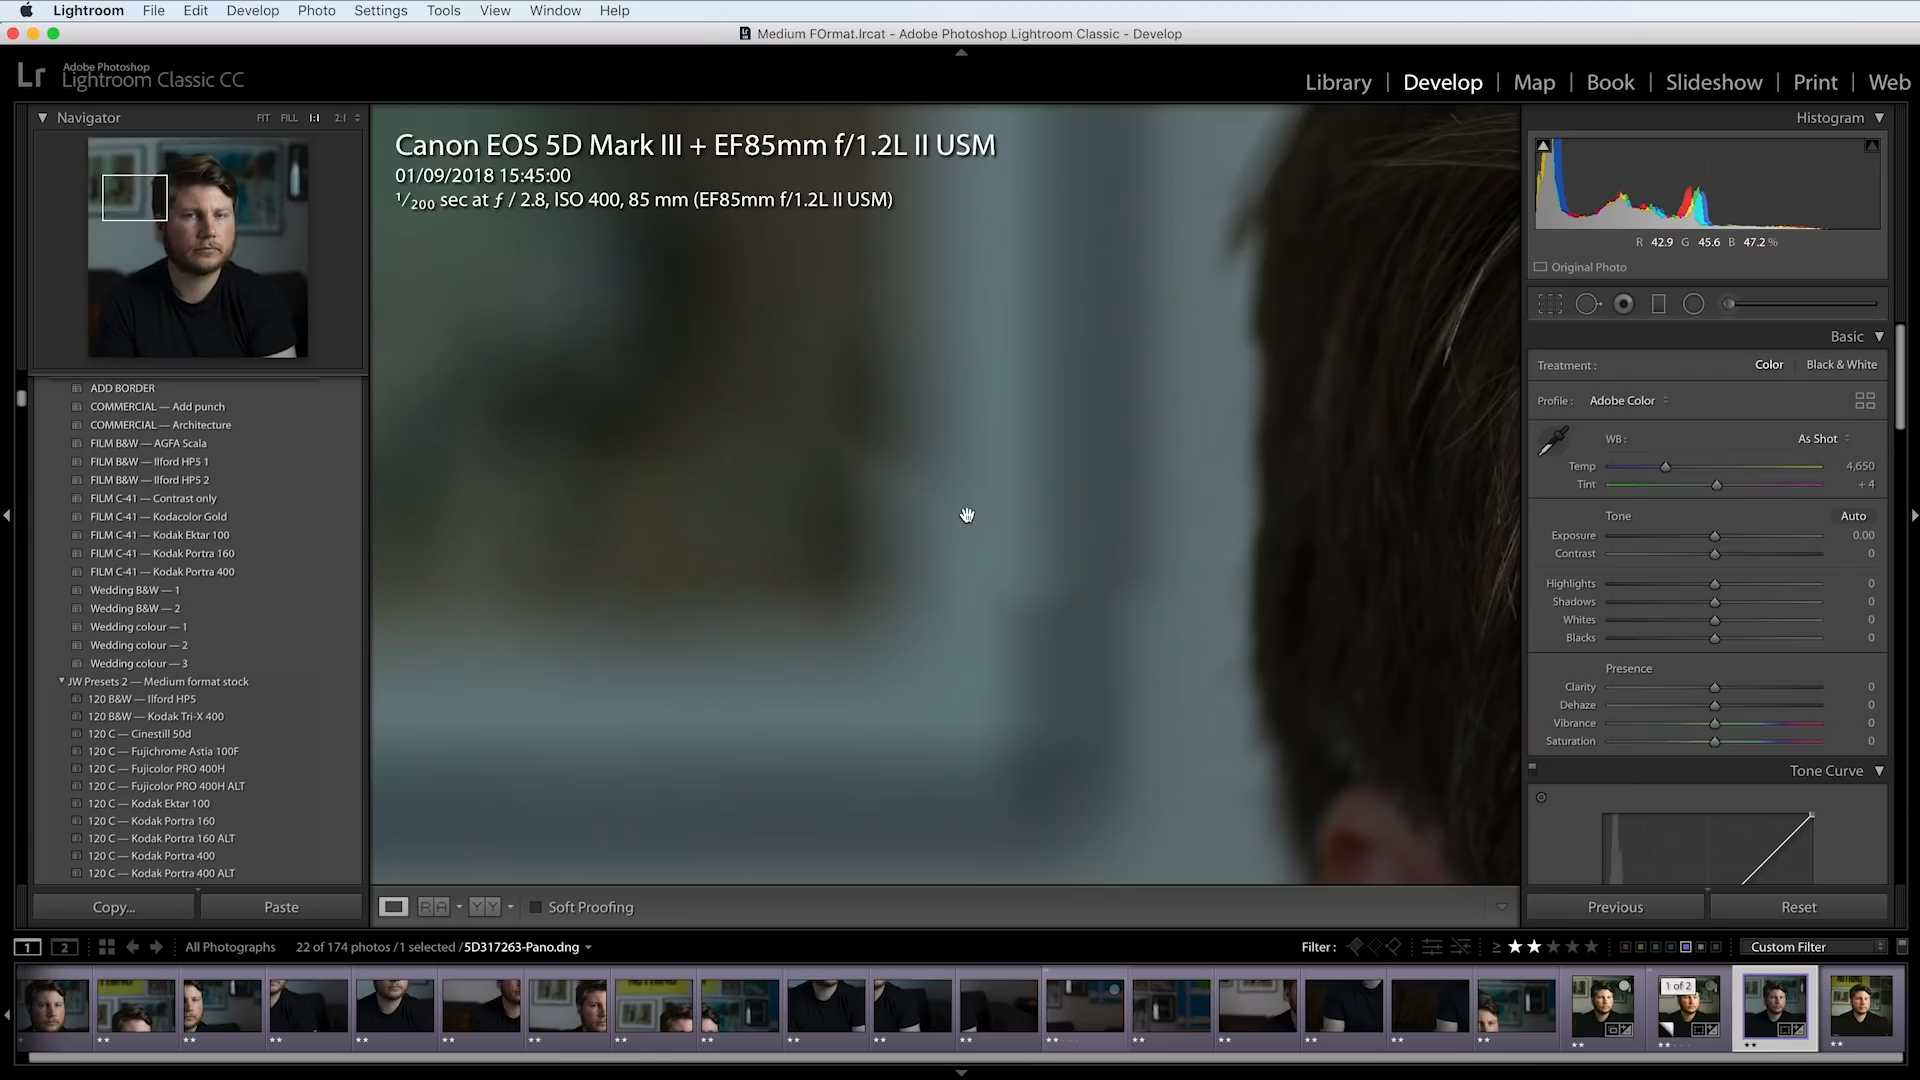 Lightroom File Edit Develop Photo Settings Tools View Window Help
Medium FOrmat.lrcat - Adobe Photoshop Lightroom Classic - Develop
Lr Adobe Photoshop
Lightroom Classic CC
Library | Develop | Map | Book | Slideshow | Print | Web
Navigator FIT FILL 1:1 2:1
ADD BORDER
COMMERCIAL — Add punch
COMMERCIAL — Architecture
FILM B&W — AGFA Scala
FILM B&W — Ilford HP5 1
FILM B&W — Ilford HP5 2
FILM C-41 — Contrast only
FILM C-41 — Kodacolor Gold
FILM C-41 — Kodak Ektar 100
FILM C-41 — Kodak Portra 160
FILM C-41 — Kodak Portra 400
Wedding B&W — 1
Wedding B&W — 2
Wedding colour — 1
Wedding colour — 2
Wedding colour — 3
JW Presets 2 — Medium format stock
120 B&W — Ilford HP5
120 B&W — Kodak Tri-X 400
120 C — Cinestill 50d
120 C — Fujichrome Astia 100F
120 C — Fujicolor PRO 400H
120 C — Fujicolor PRO 400H ALT
120 C — Kodak Ektar 100
120 C — Kodak Portra 160
120 C — Kodak Portra 160 ALT
120 C — Kodak Portra 400
120 C — Kodak Portra 400 ALT
Copy... Paste
Canon EOS 5D Mark III + EF85mm f/1.2L II USM
01/09/2018 15:45:00
1/200 sec at ƒ / 2.8, ISO 400, 85 mm (EF85mm f/1.2L II USM)
RA YY Soft Proofing
Histogram
R 42.9 G 45.6 B 47.2 %
Original Photo
Basic
Treatment : Color Black & White
Profile : Adobe Color
WB : As Shot
Temp 4,650
Tint + 4
Tone Auto
Exposure 0.00
Contrast 0
Highlights 0
Shadows 0
Whites 0
Blacks 0
Presence
Clarity 0
Dehaze 0
Vibrance 0
Saturation 0
Tone Curve
Previous Reset
1 2 All Photographs 22 of 174 photos /1 selected /5D317263-Pano.dng Filter : ≥ Custom Filter
1 of 2